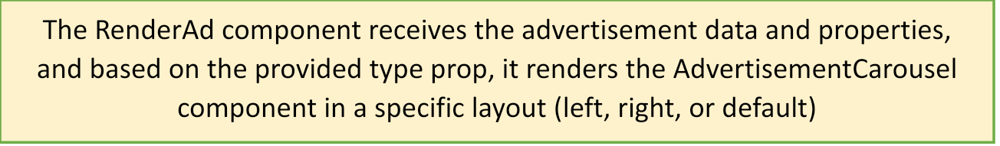 The RenderAd component receives the advertisement data and properties,
and based on the provided type prop, it renders the AdvertisementCarousel
component in a specific layout (left, right, or default)